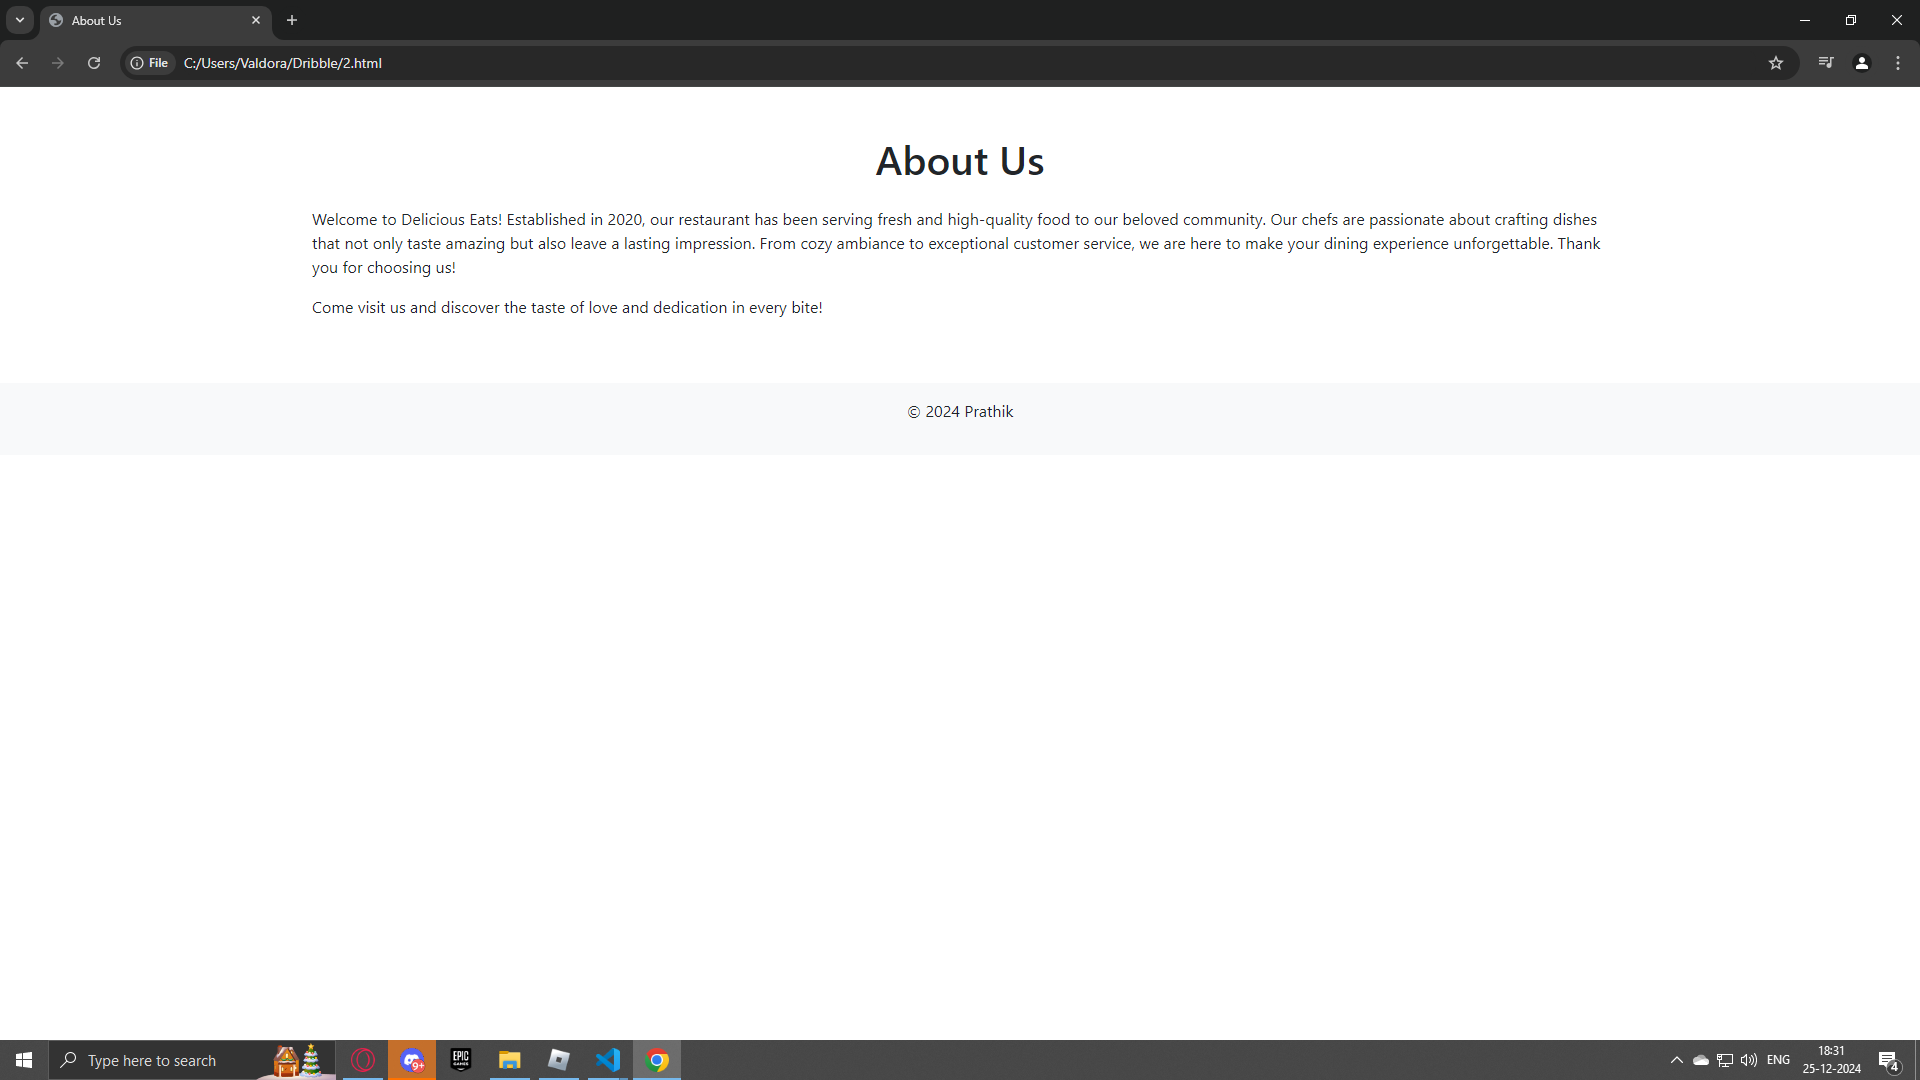 About Us
File C:/Users/Valdora/Dribble/2.html
About Us
Welcome to Delicious Eats! Established in 2020, our restaurant has been serving fresh and high-quality food to our beloved community. Our chefs are passionate about crafting dishes
that not only taste amazing but also leave a lasting impression. From cozy ambiance to exceptional customer service, we are here to make your dining experience unforgettable. Thank
you for choosing us!
Come visit us and discover the taste of love and dedication in every bite!
© 2024 Prathik
Type here to search
9+
EPIC
GAMES
ENG
18:31
25-12-2024
4